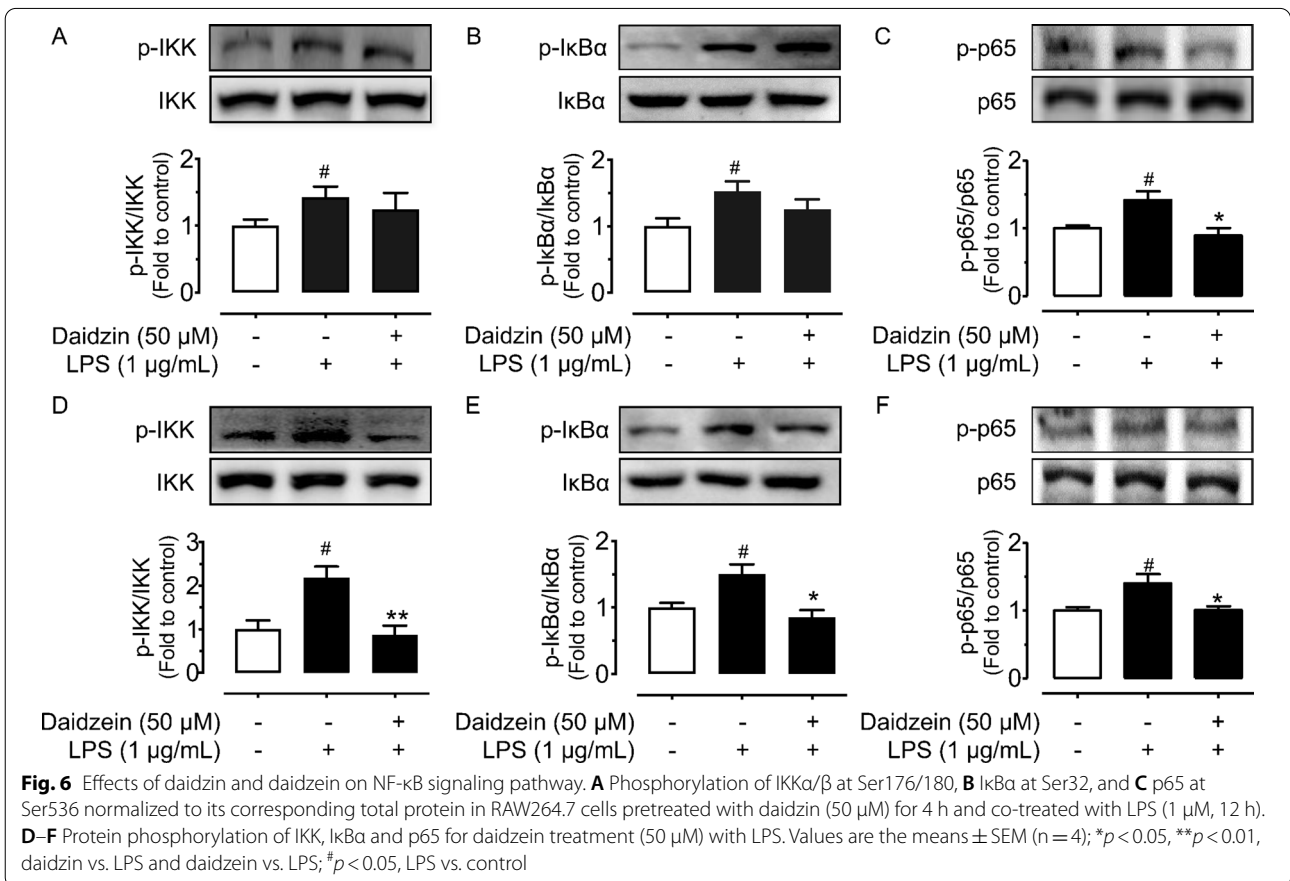 A
p-IKK
IKK
p-IKK/IKK
(Fold to control)
2
1
0
#
Daidzin (50 μM) - - +
LPS (1 μg/mL) - + +
B
p-IκBα
IκBα
p-IκBα/IκBα
(Fold to control)
2
1
0
#
Daidzin (50 μM) - - +
LPS (1 μg/mL) - + +
C
p-p65
p65
p-p65/p65
(Fold to control)
2
1
0
#
*
Daidzin (50 μM) - - +
LPS (1 μg/mL) - + +
D
p-IKK
IKK
p-IKK/IKK
(Fold to control)
3
2
1
0
#
**
Daidzein (50 μM) - - +
LPS (1 μg/mL) - + +
E
p-IκBα
IκBα
p-IκBα/IκBα
(Fold to control)
2
1
0
#
*
Daidzein (50 μM) - - +
LPS (1 μg/mL) - + +
F
p-p65
p65
p-p65/p65
(Fold to control)
2
1
0
#
*
Daidzein (50 μM) - - +
LPS (1 μg/mL) - + +
Fig. 6 Effects of daidzin and daidzein on NF-κB signaling pathway. A Phosphorylation of IKKα/β at Ser176/180, B IκBα at Ser32, and C p65 at
Ser536 normalized to its corresponding total protein in RAW264.7 cells pretreated with daidzin (50 μM) for 4 h and co-treated with LPS (1 μM, 12 h).
D–F Protein phosphorylation of IKK, IκBα and p65 for daidzein treatment (50 μM) with LPS. Values are the means ± SEM (n = 4); *p < 0.05, **p < 0.01,
daidzin vs. LPS and daidzein vs. LPS; #p < 0.05, LPS vs. control